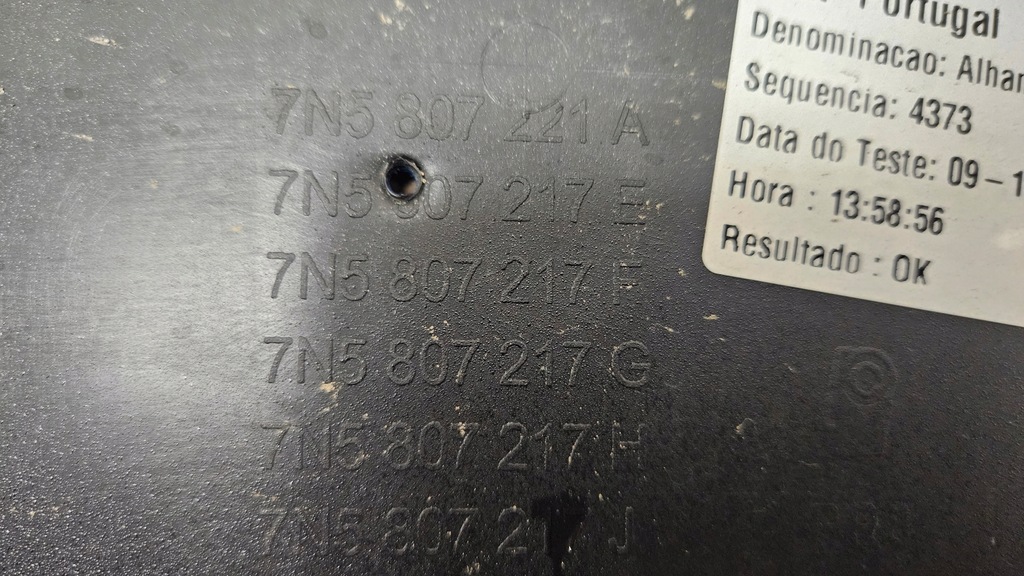 7N5 807 221 A
7N5 807 217 E
7N5 807 217 F
7N5 807 217 G
7N5 807 217 H
7N5 807 217 J
Portugal
Denominacao: Alham
Sequencia: 4373
Data do Teste: 09-1
Hora : 13:58:56
Resultado : OK